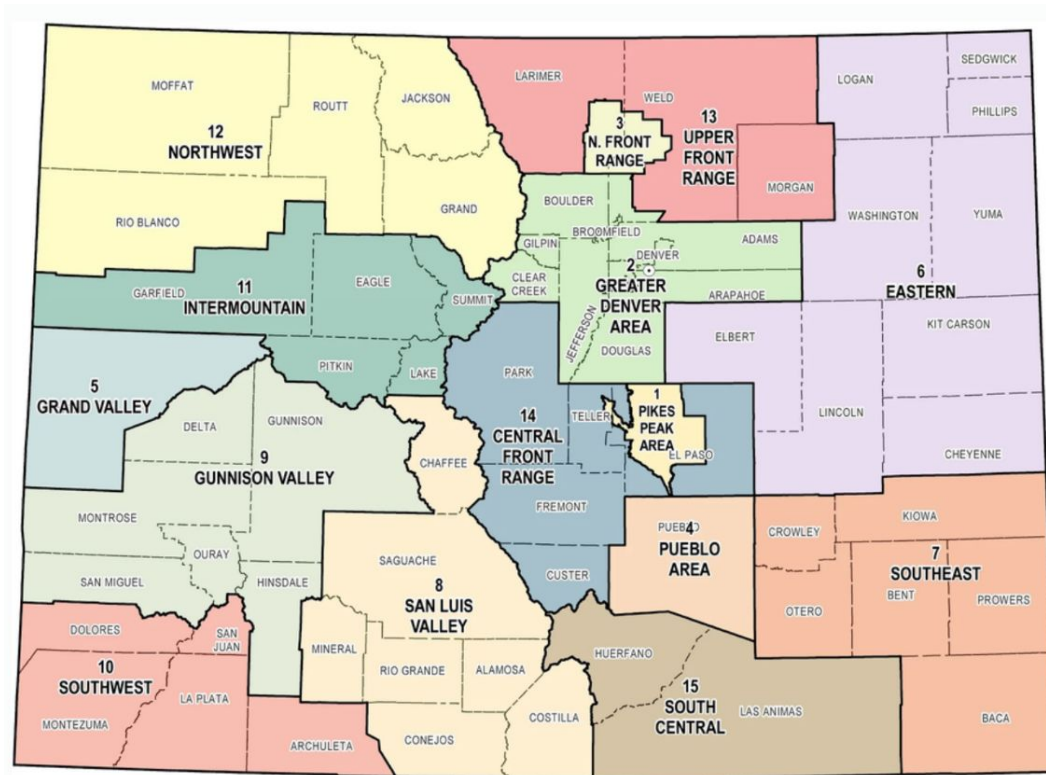 MOFFAT
ROUTT
JACKSON
12
NORTHWEST
RIO BLANCO
GRAND
LARIMER
WELD
3
N. FRONT
RANGE
13
UPPER
FRONT
RANGE
MORGAN
LOGAN
SEDGWICK
PHILLIPS
WASHINGTON
YUMA
6
EASTERN
ELBERT
KIT CARSON
LINCOLN
CHEYENNE
BOULDER
BROOMFIELD
GILPIN
CLEAR
CREEK
DENVER
ADAMS
2
GREATER
DENVER
AREA
ARAPAHOE
JEFFERSON
DOUGLAS
GARFIELD
11
INTERMOUNTAIN
EAGLE
SUMMIT
PITKIN
LAKE
5
GRAND VALLEY
DELTA
GUNNISON
9
GUNNISON VALLEY
MONTROSE
OURAY
SAN MIGUEL
HINSDALE
PARK
TELLER
14
CENTRAL
FRONT
RANGE
FREMONT
CUSTER
1
PIKES
PEAK
AREA
EL PASO
CHAFFEE
SAGUACHE
8
SAN LUIS
VALLEY
MINERAL
RIO GRANDE
ALAMOSA
CONEJOS
COSTILLA
PUEBLO
4
PUEBLO
AREA
CROWLEY
KIOWA
7
SOUTHEAST
OTERO
BENT
PROWERS
BACA
DOLORES
SAN
JUAN
10
SOUTHWEST
MONTEZUMA
LA PLATA
ARCHULETA
HUERFANO
15
SOUTH
CENTRAL
LAS ANIMAS